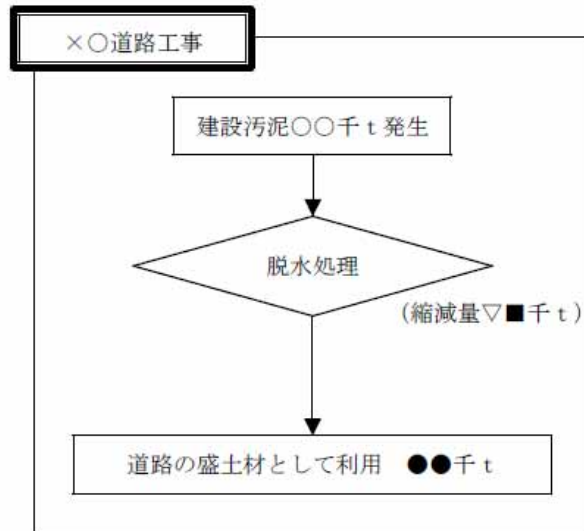 ×○道路工事
建設汚泥○○千ｔ発生
脱水処理
(縮減量▽■千ｔ)
道路の盛土材として利用　●●千ｔ